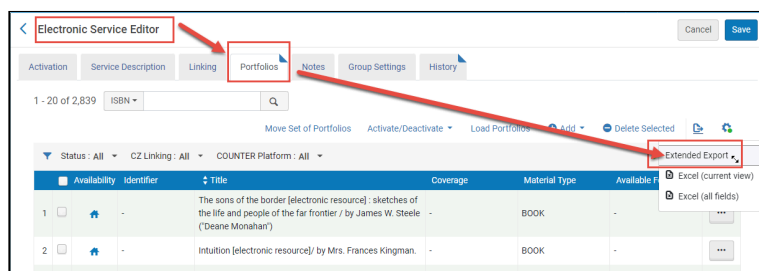 Electronic Service Editor
Cancel Save
Activation Service Description Linking Portfolios Notes Group Settings History
1 - 20 of 2,839 ISBN
Move Set of Portfolios Activate/Deactivate Load Portfolios Add Delete Selected
Status : All CZ Linking : All COUNTER Platform : All
Extended Export
Excel (current view)
Excel (all fields)
Availability Identifier Title Coverage Material Type Available F
The sons of the border [electronic resource] : sketches of
1 - the life and people of the far frontier / by James W. Steele - BOOK -
("Deane Monahan")
2 - Intuition [electronic resource]/ by Mrs. Frances Kingman. - BOOK -